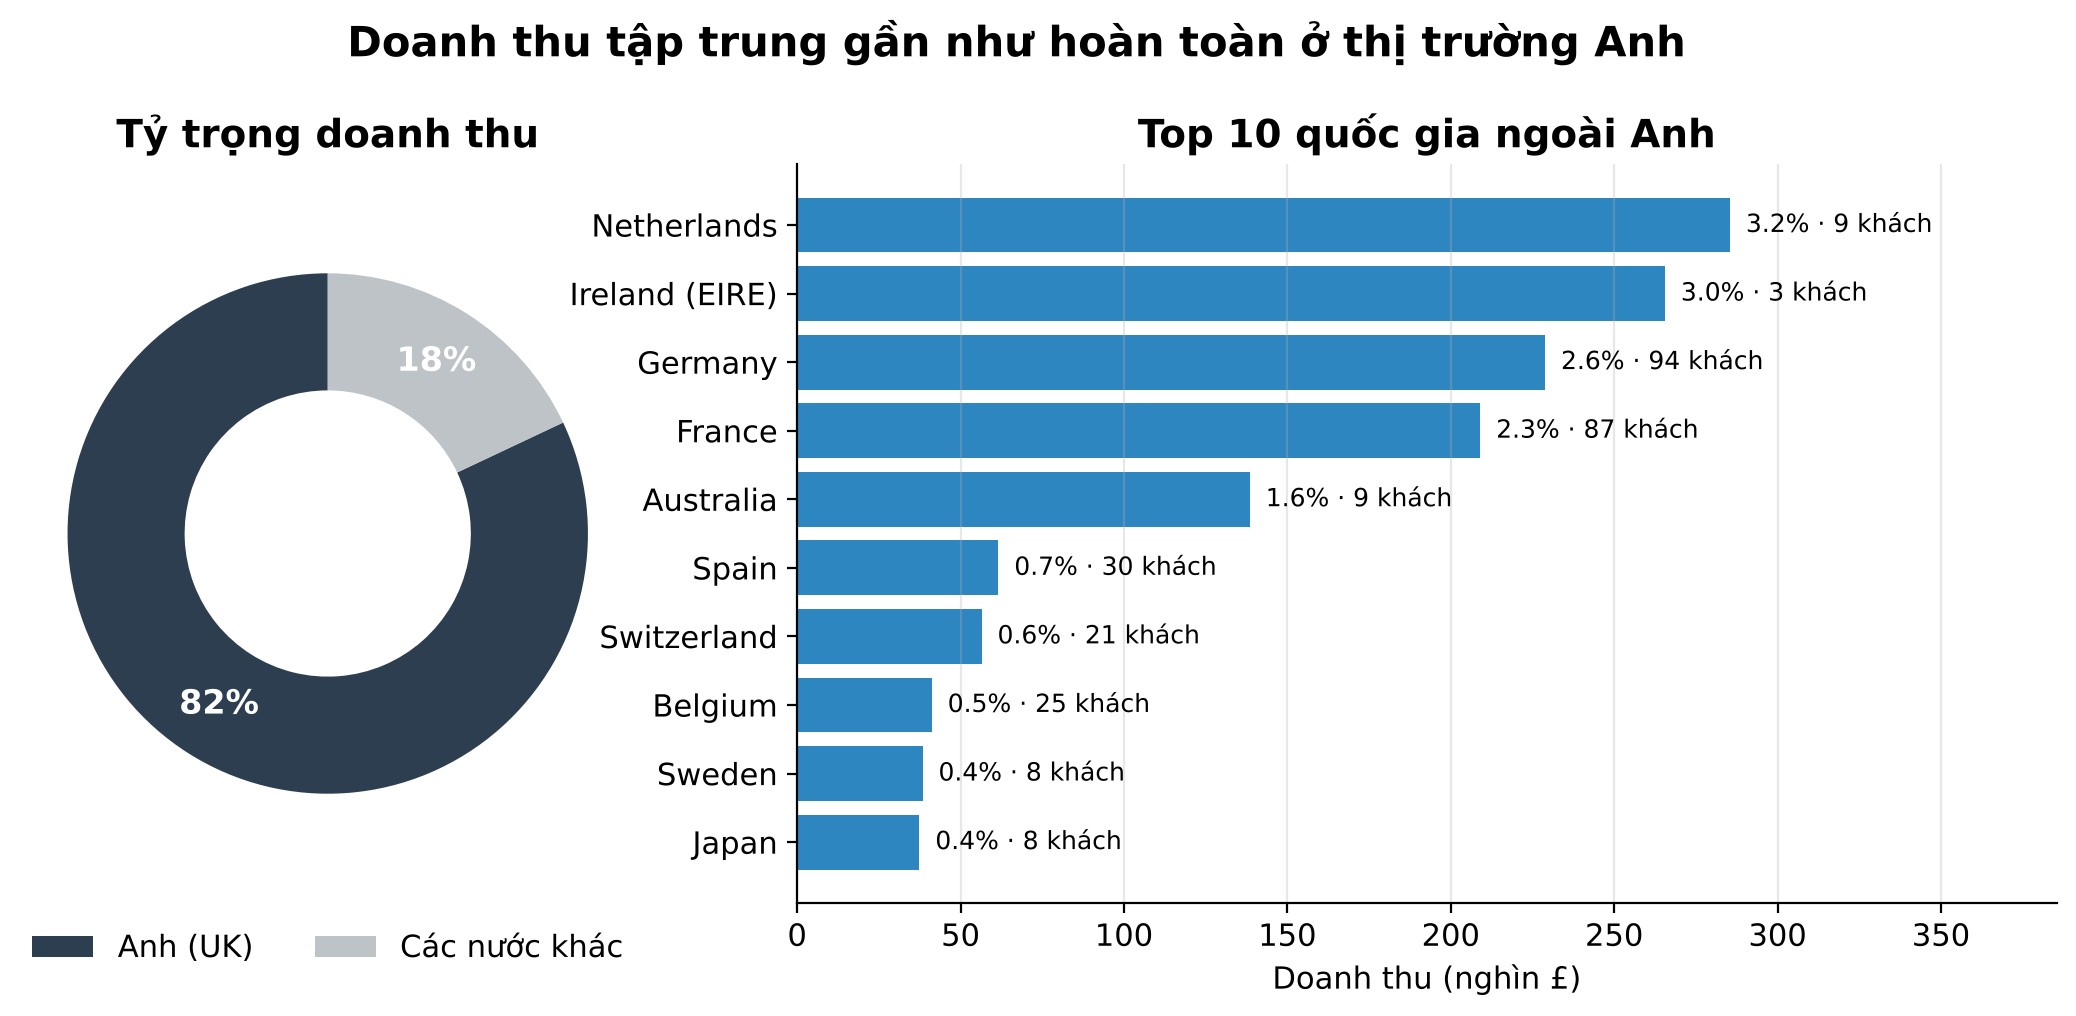 Doanh thu tập trung gần như hoàn toàn ở thị trường Anh
Tỷ trọng doanh thu
18%
82%
Anh (UK)
Các nước khác
Top 10 quốc gia ngoài Anh
Netherlands
3.2% · 9 khách
Ireland (EIRE)
3.0% · 3 khách
Germany
2.6% · 94 khách
France
2.3% · 87 khách
Australia
1.6% · 9 khách
Spain
0.7% · 30 khách
Switzerland
0.6% · 21 khách
Belgium
0.5% · 25 khách
Sweden
0.4% · 8 khách
Japan
0.4% · 8 khách
0 50 100 150 200 250 300 350
Doanh thu (nghìn £)